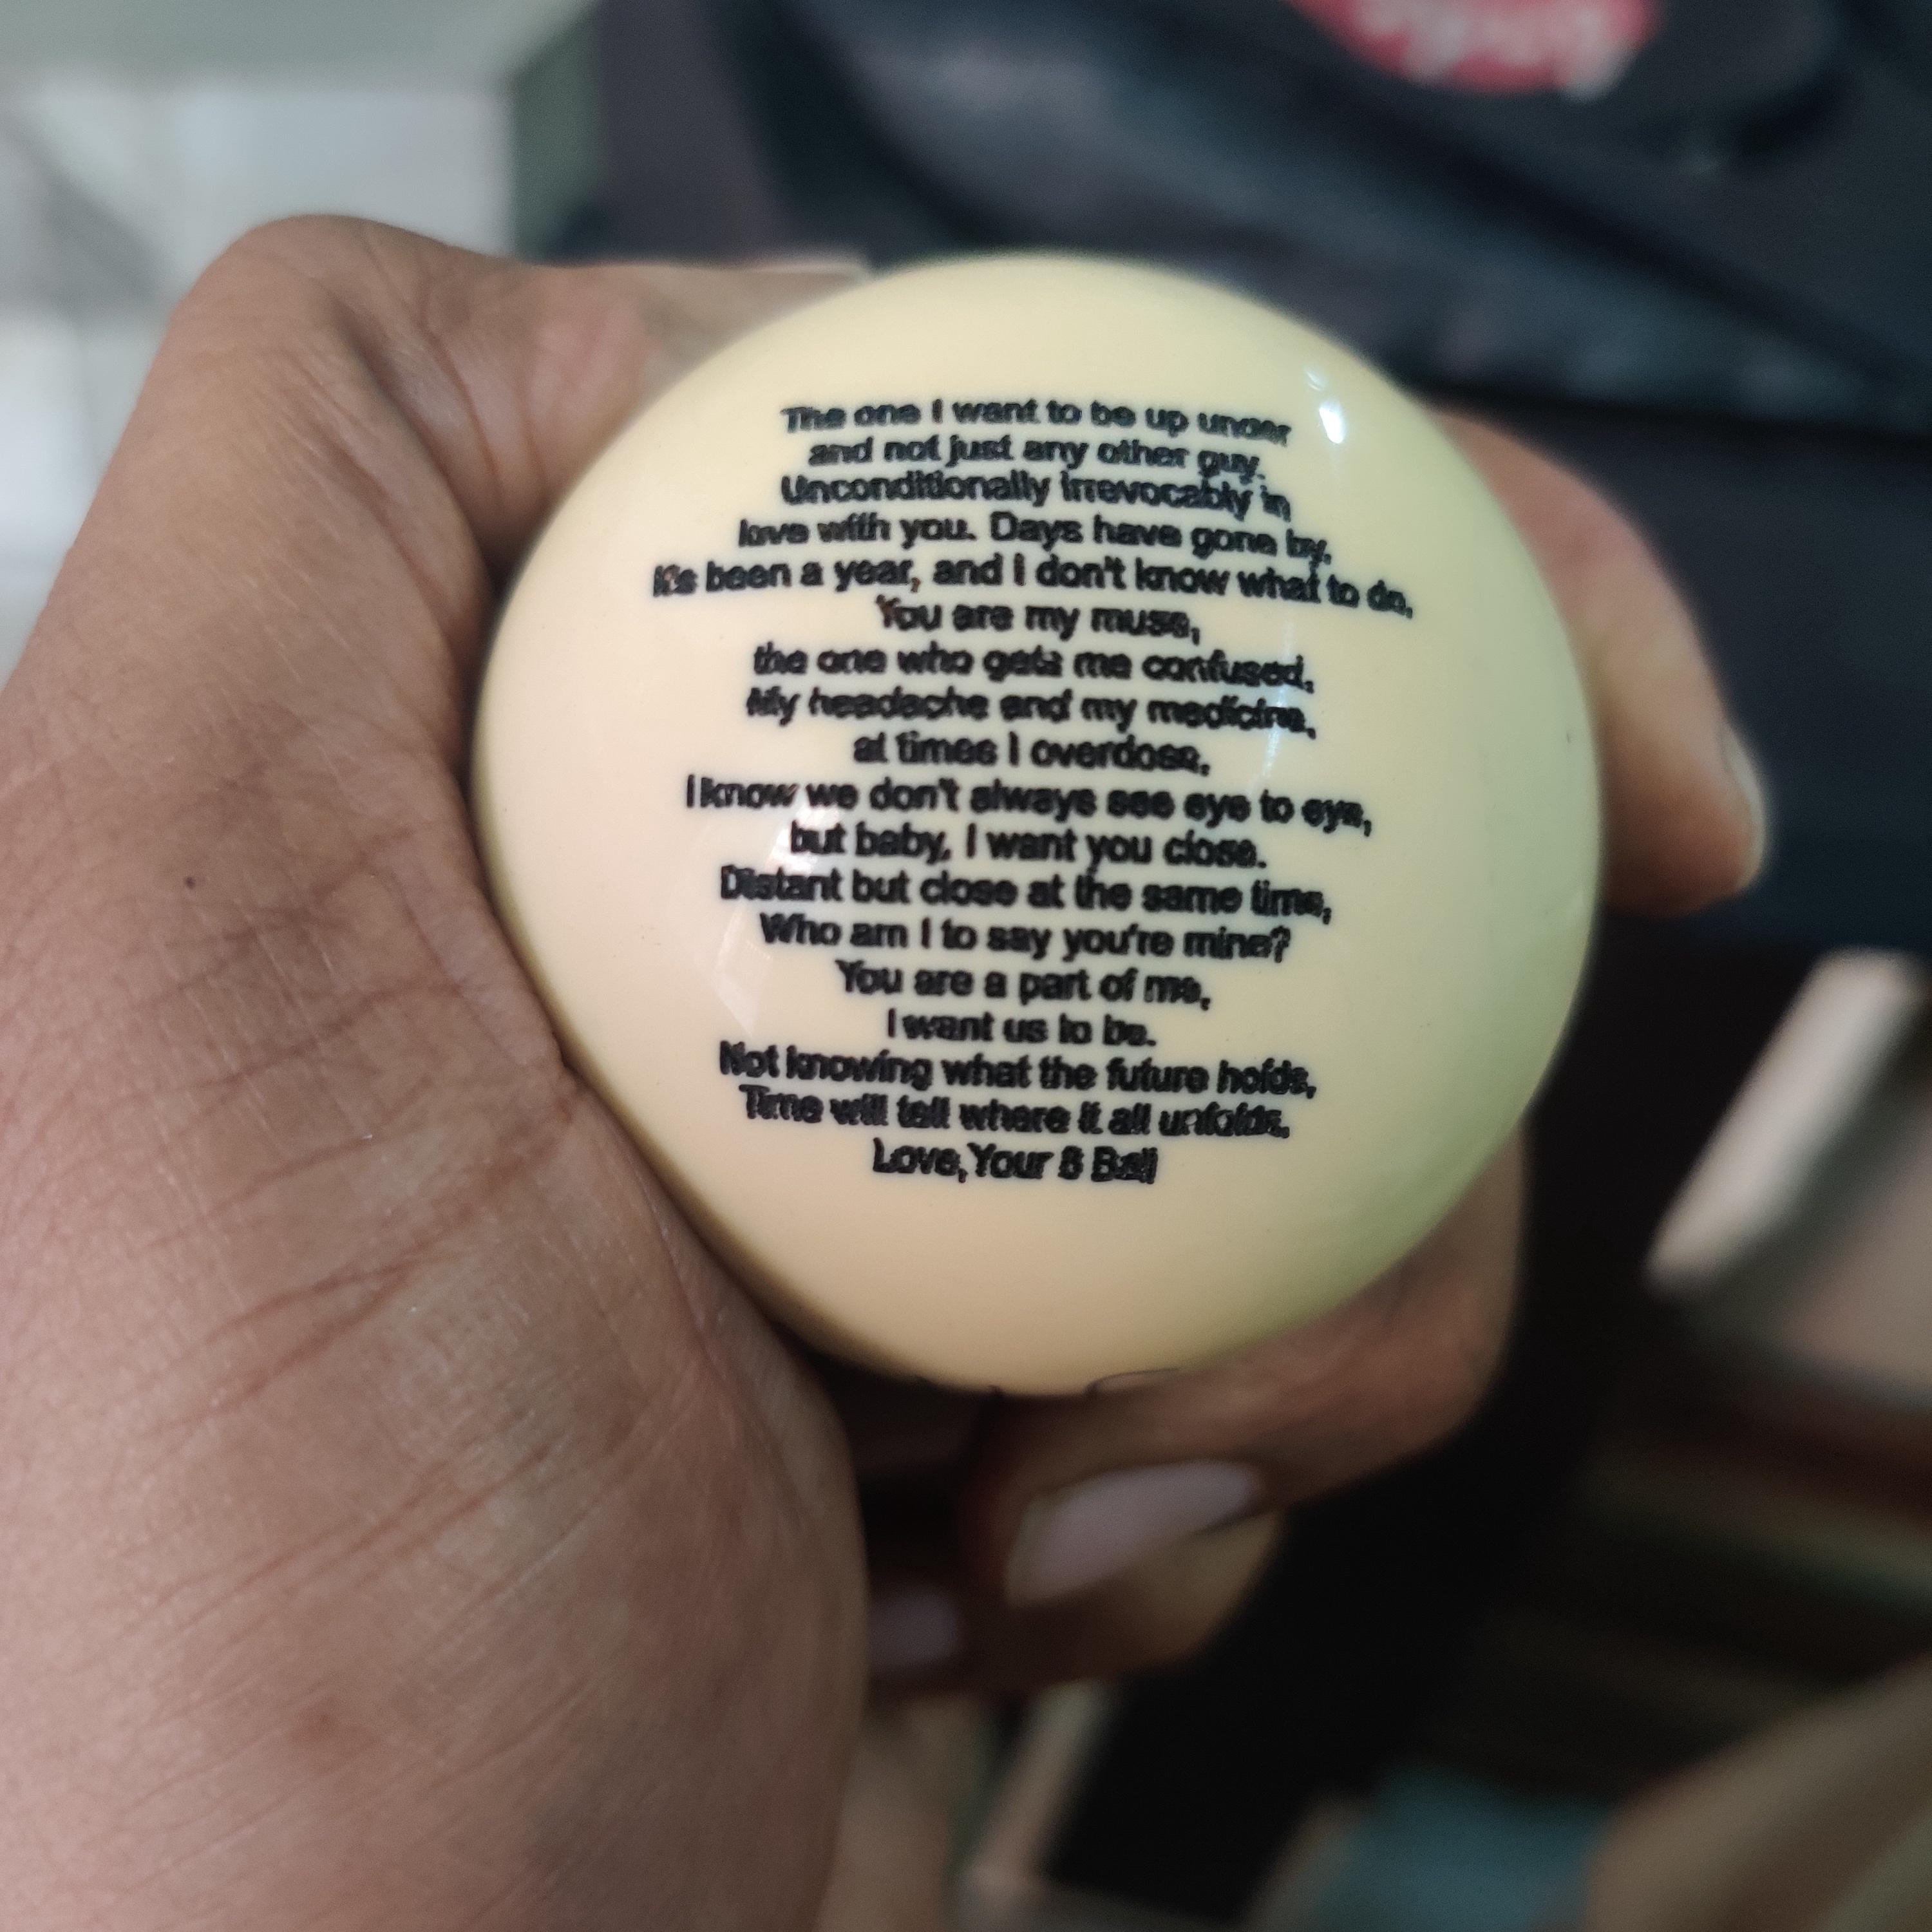 The one I want to be up under
and not just any other guy.
Unconditionally irrevocably in
love with you. Days have gone by.
It's been a year, and I don't know what to do.
You are my muse,
the one who gets me confused.
My headache and my medicine,
at times I overdose.
I know we don't always see eye to eye,
but baby, I want you close.
Distant but close at the same time,
Who am I to say you're mine?
You are a part of me,
I want us to be.
Not knowing what the future holds,
Time will tell where it all unfolds.
Love, Your 8 Ball